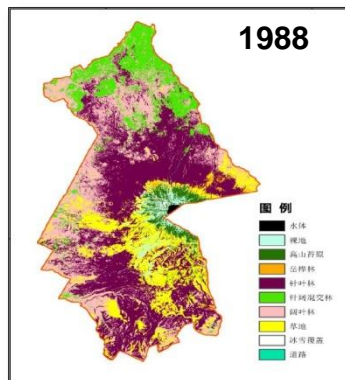 1988
图 例
水体
裸地
高山苔原
岳桦林
针叶林
针阔混交林
阔叶林
草地
冰雪覆盖
道路